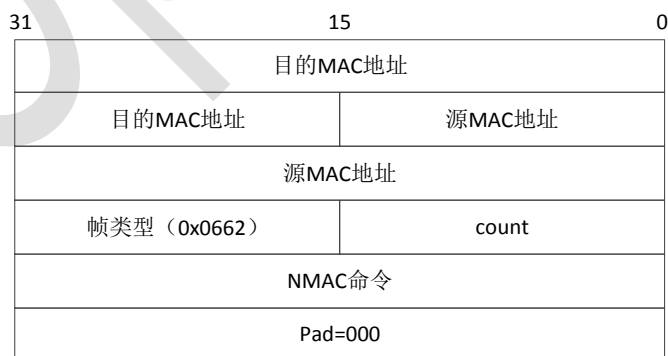 31 15 0
目的MAC地址
目的MAC地址 源MAC地址
源MAC地址
帧类型（0x0662） count
NMAC命令
Pad=000